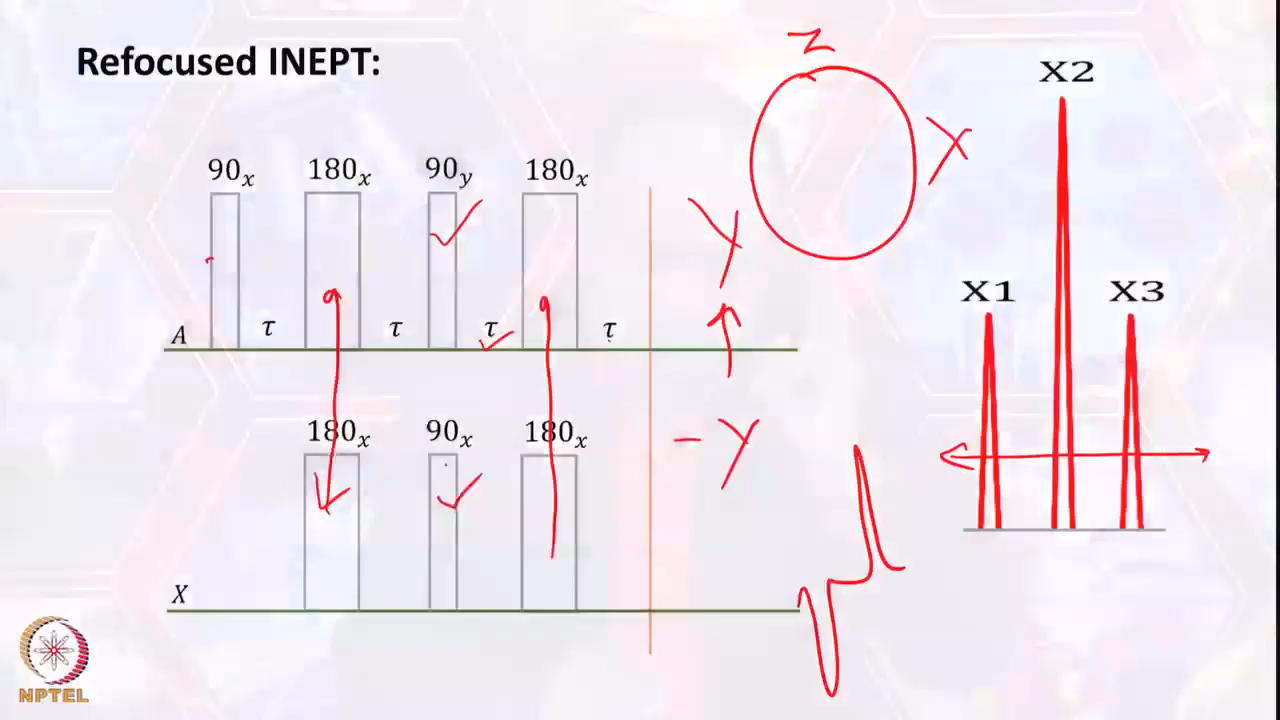 Refocused INEPT:
Z
X2
90x 180x 90y 180x
X
Y
X1 X3
A τ τ τ τ
180x 90x 180x
- Y
X
NPTEL